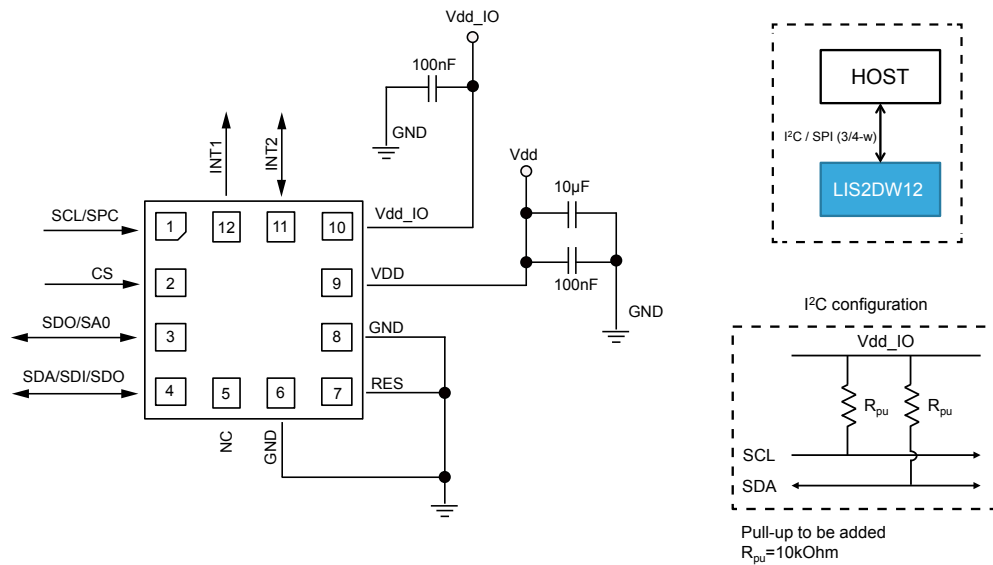 Vdd_IO
100nF
GND
INT1
INT2
Vdd
10µF
100nF
GND
SCL/SPC
CS
SDO/SA0
SDA/SDI/SDO
1
12
11
10
2
9
3
8
4
5
6
7
Vdd_IO
VDD
GND
RES
NC
GND
HOST
I²C / SPI (3/4-w)
LIS2DW12
I²C configuration
Vdd_IO
Rpu
Rpu
SCL
SDA
Pull-up to be added
Rpu=10kOhm